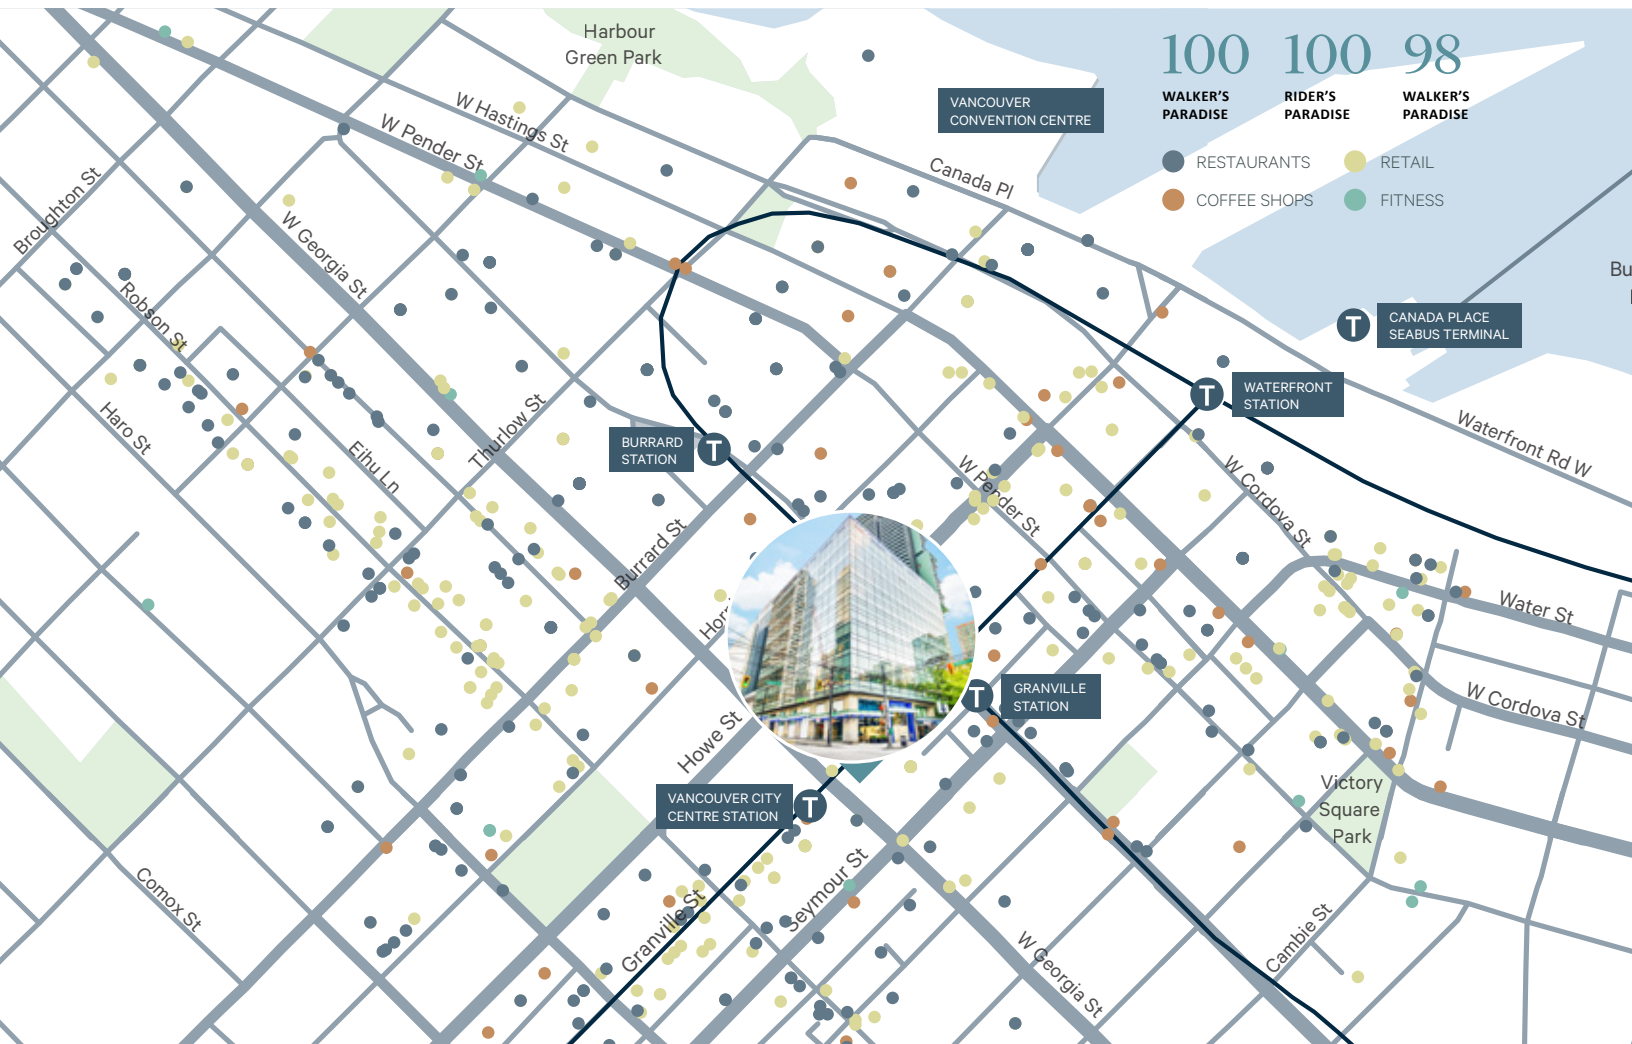 Harbour
Green Park
100
100
98
WALKER'S
PARADISE
RIDER'S
PARADISE
WALKER'S
PARADISE
VANCOUVER
CONVENTION CENTRE
RESTAURANTS
RETAIL
COFFEE SHOPS
FITNESS
W Hastings St
W Pender St
Canada Pl
Broughton St
W Georgia St
Robson St
Bu
T
CANADA PLACE
SEABUS TERMINAL
T
WATERFRONT
STATION
Haro St
Eihu Ln
Thurlow St
BURRARD
STATION
T
Waterfront Rd W
W Pender St
W Cordova St
Burrard St
Water St
Horn
T
GRANVILLE
STATION
W Cordova St
Howe St
VANCOUVER CITY
CENTRE STATION
T
Victory
Square
Park
Comox St
Granville St
Seymour St
W Georgia St
Cambie St